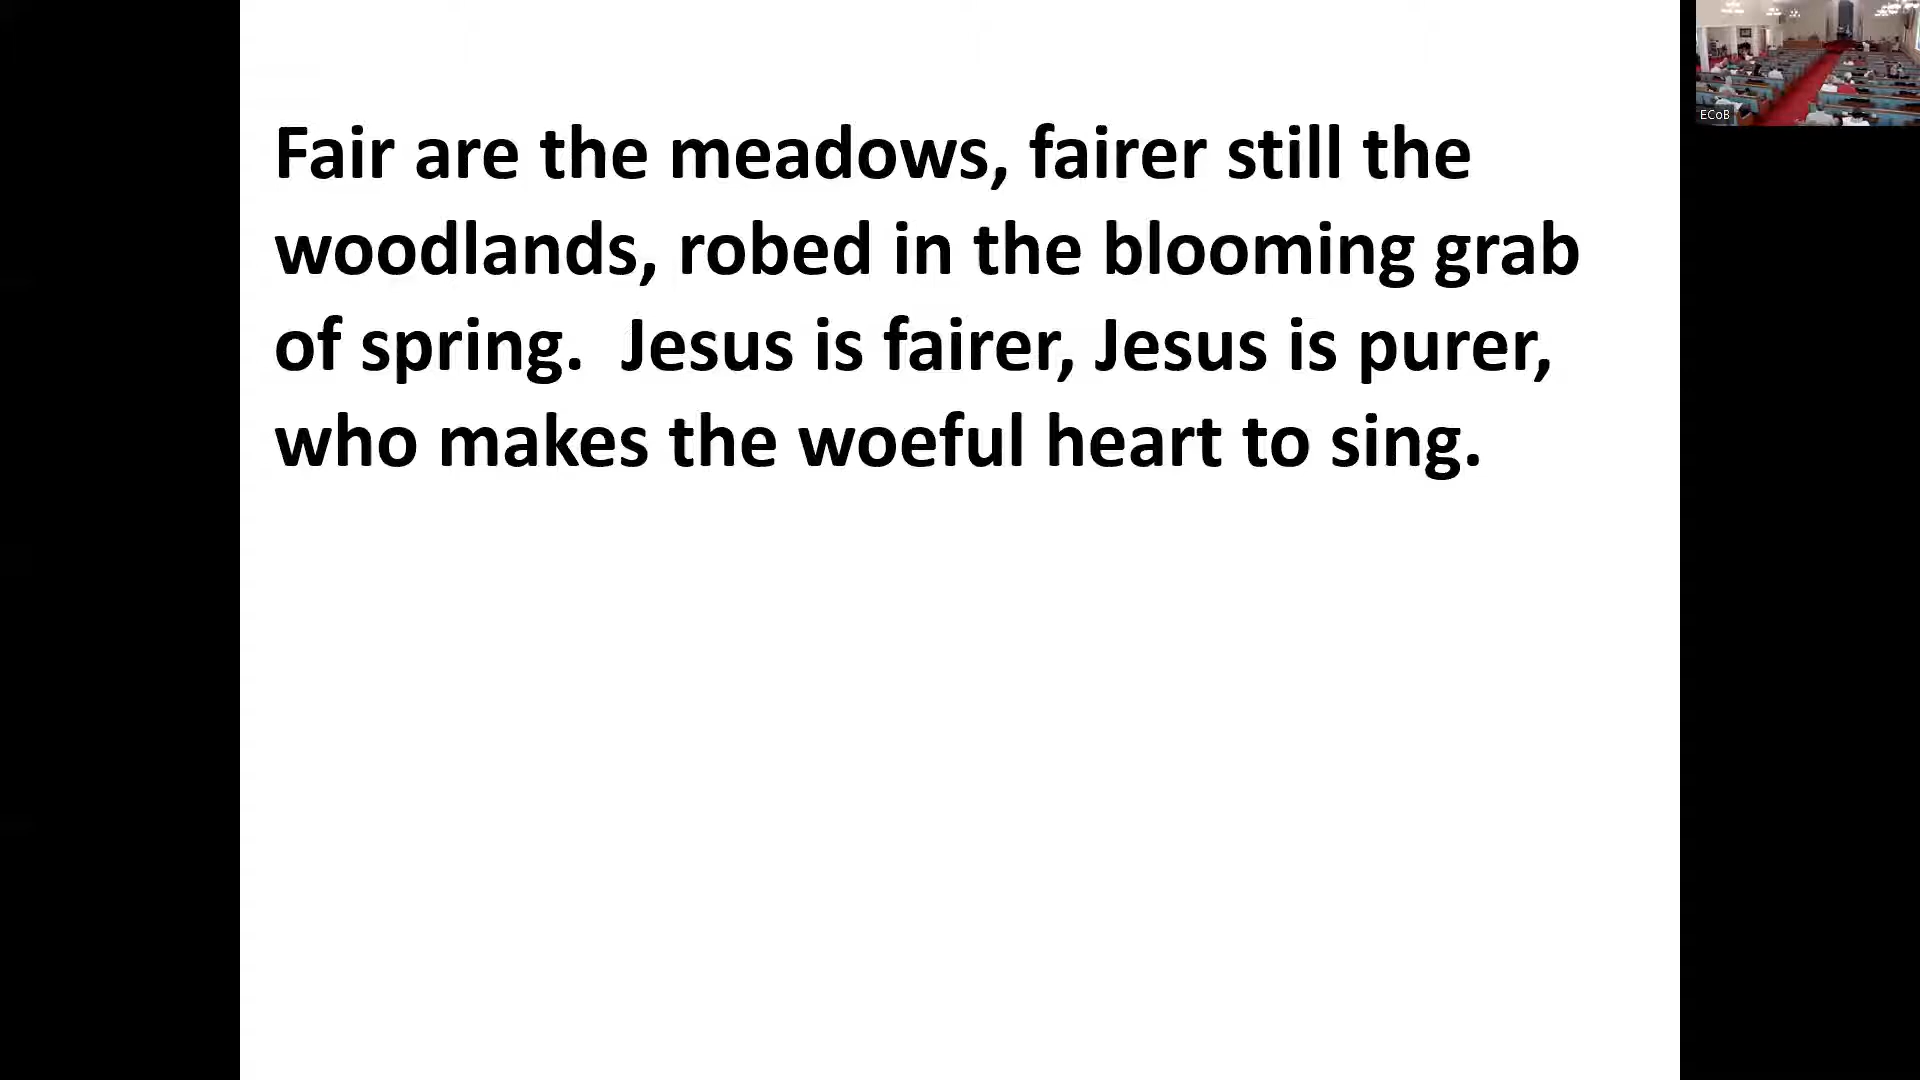 Fair are the meadows, fairer still the
woodlands, robed in the blooming grab
of spring.  Jesus is fairer, Jesus is purer,
who makes the woeful heart to sing.
ECoB